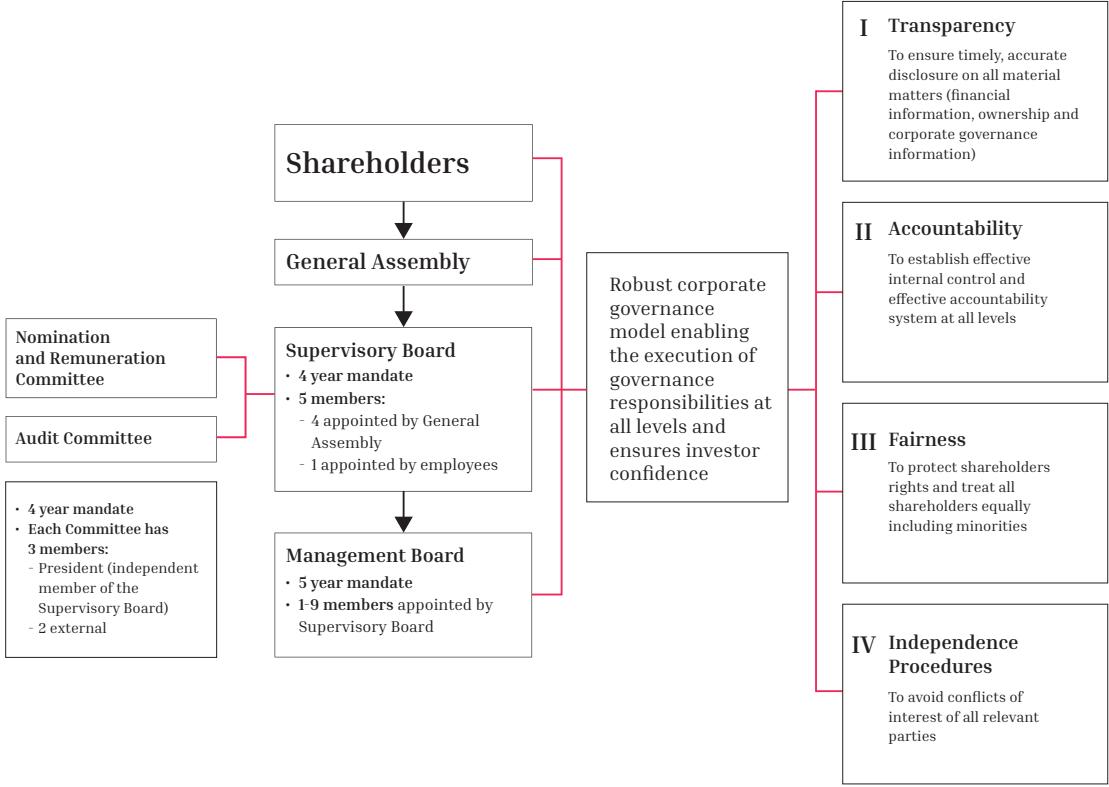 Shareholders
General Assembly
Supervisory Board
• 4 year mandate
• 5 members:
- 4 appointed by General
Assembly
- 1 appointed by employees
Management Board
• 5 year mandate
• 1-9 members appointed by
Supervisory Board
Nomination
and Remuneration
Committee
Audit Committee
• 4 year mandate
• Each Committee has
3 members:
- President (independent
member of the
Supervisory Board)
- 2 external
Robust corporate
governance
model enabling
the execution of
governance
responsibilities at
all levels and
ensures investor
confidence
I Transparency
To ensure timely, accurate
disclosure on all material
matters (financial
information, ownership and
corporate governance
information)
II Accountability
To establish effective
internal control and
effective accountability
system at all levels
III Fairness
To protect shareholders
rights and treat all
shareholders equally
including minorities
IV Independence
Procedures
To avoid conflicts of
interest of all relevant
parties